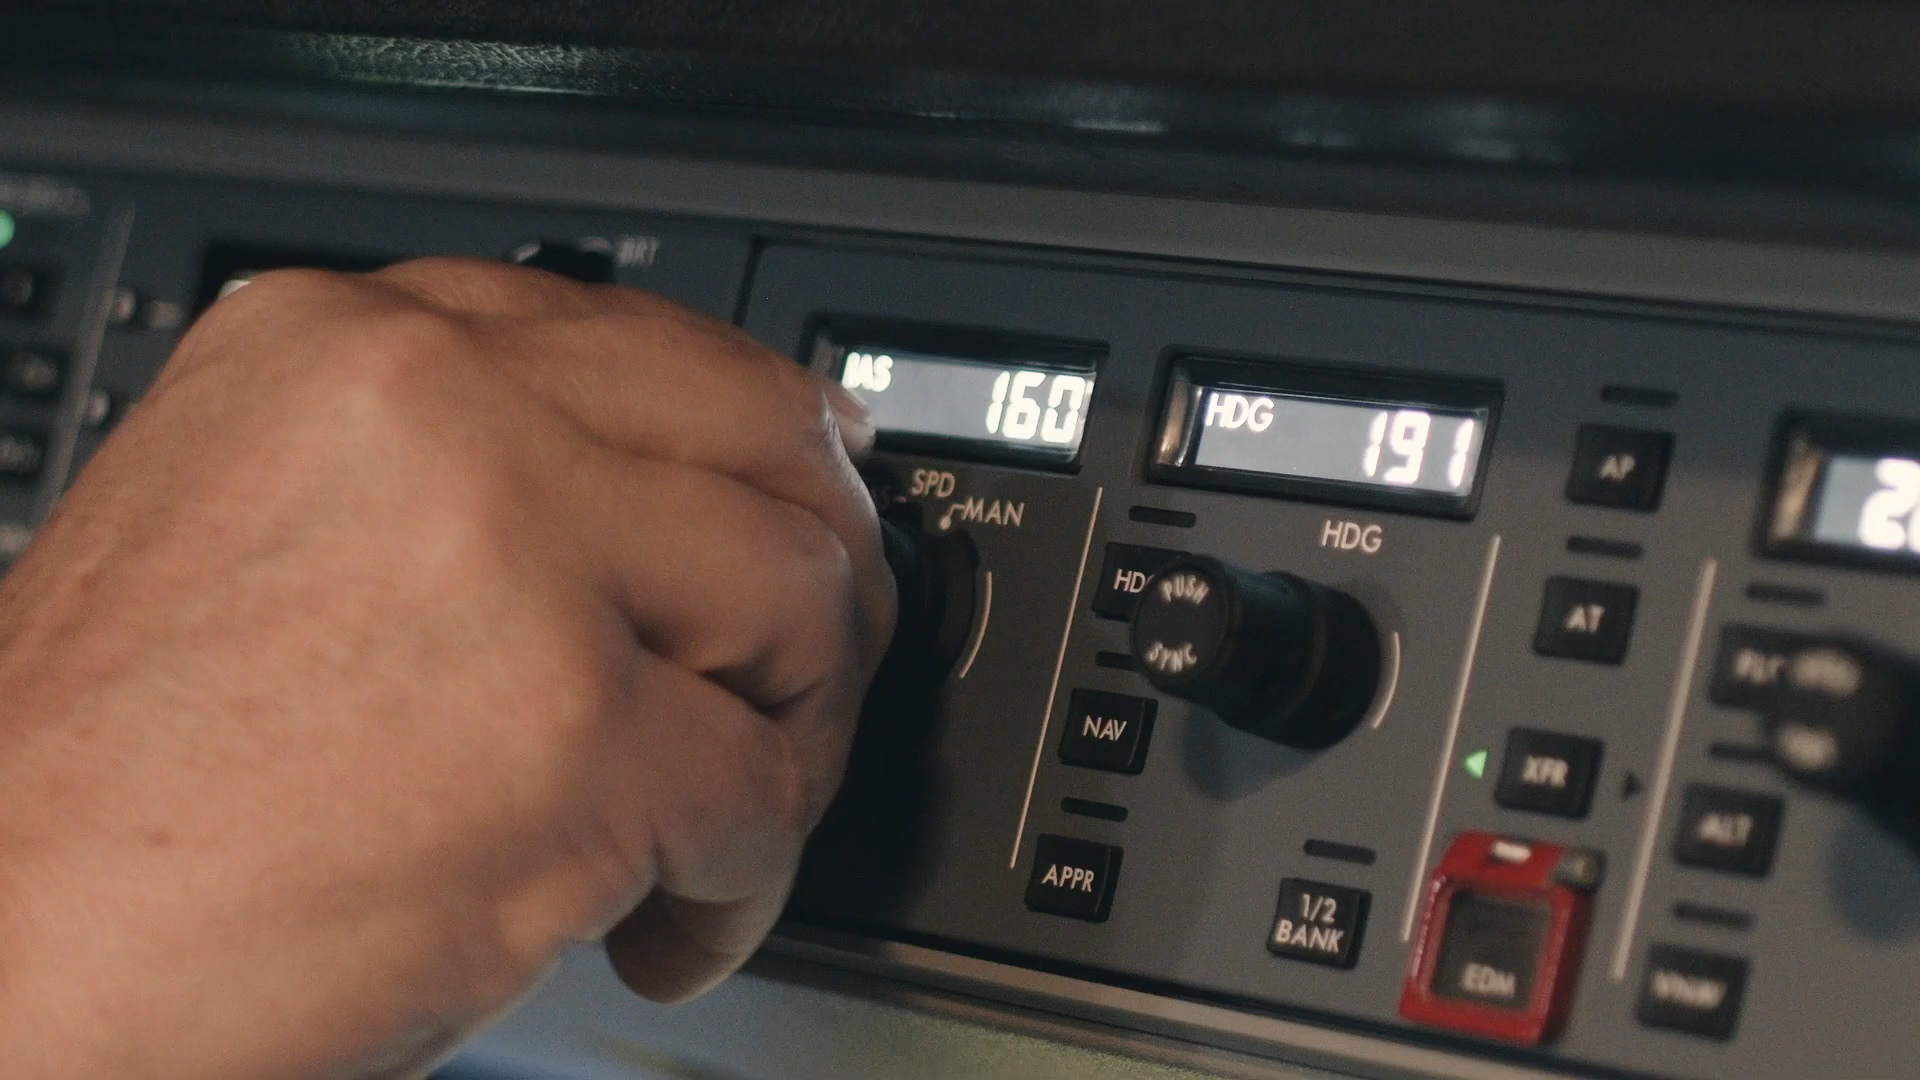 BRT
IAS 160
HDG 191
SPD
MAN
HDG
AP
PUSH
SYNC
AT
NAV
XFR
ALT
APPR
1/2
BANK
EDM
VNAV